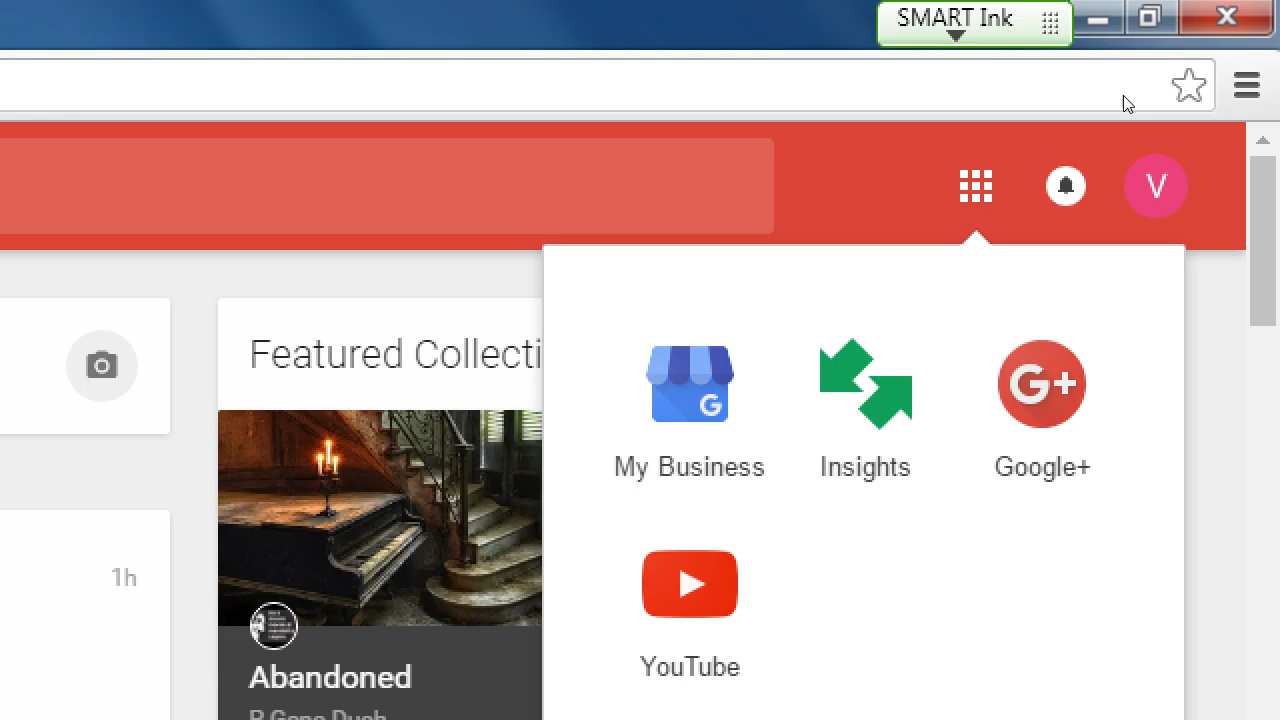 SMART Ink
V
Featured Collecti
My Business
Insights
Google+
1h
YouTube
Abandoned